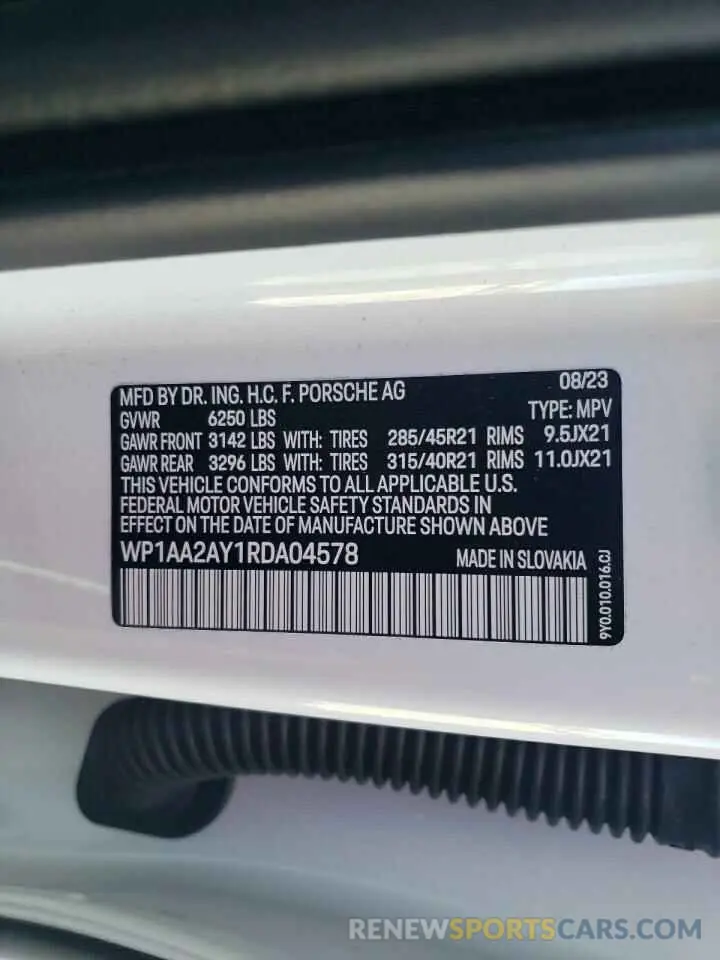 MFD BY DR. ING. H.C. F. PORSCHE AG 08/23
GVWR 6250 LBS TYPE: MPV
GAWR FRONT 3142 LBS WITH: TIRES 285/45R21 RIMS 9.5JX21
GAWR REAR 3296 LBS WITH: TIRES 315/40R21 RIMS 11.0JX21
THIS VEHICLE CONFORMS TO ALL APPLICABLE U.S.
FEDERAL MOTOR VEHICLE SAFETY STANDARDS IN
EFFECT ON THE DATE OF MANUFACTURE SHOWN ABOVE
WP1AA2AY1RDA04578 MADE IN SLOVAKIA
9Y0.010.016.CJ
RENEWSPORTSCARS.COM